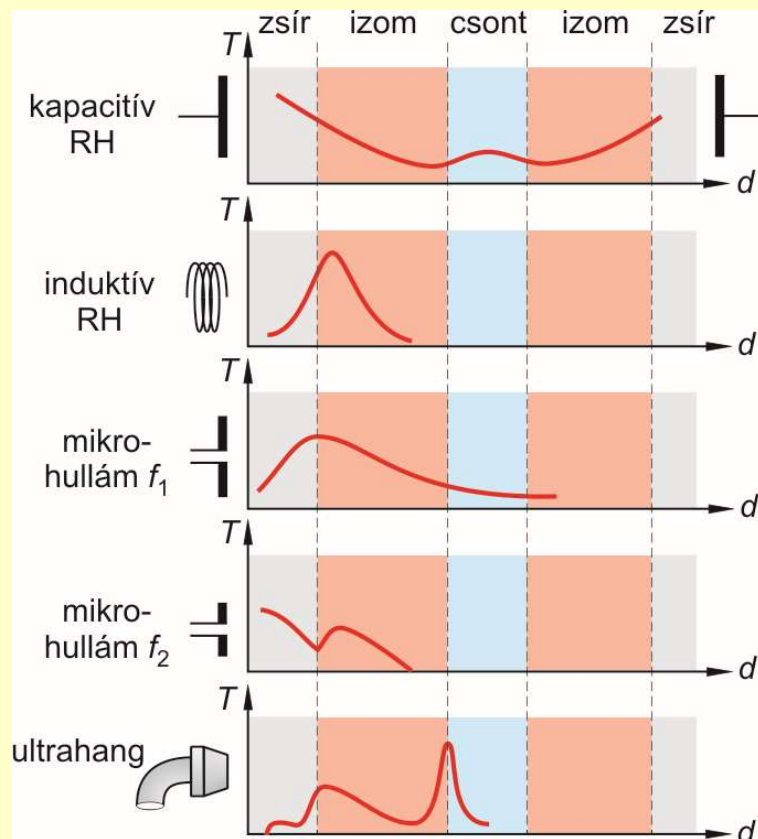 zsír izom csont izom zsír
T
kapacitív
RH
d
T
induktív
RH
d
T
mikro-
hullám f₁
d
T
mikro-
hullám f₂
d
T
ultrahang
d